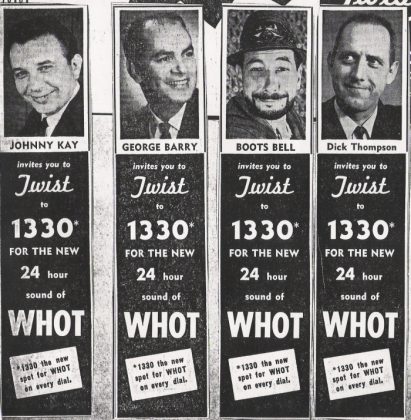 JOHNNY KAY
invites you to
Twist
to
1330*
FOR THE NEW
24 hour
sound of
WHOT
*1330 the new
spot for WHOT
on every dial.
GEORGE BARRY
invites you to
Twist
to
1330*
FOR THE NEW
24 hour
sound of
WHOT
*1330 the new
spot for WHOT
on every dial.
BOOTS BELL
invites you to
Twist
to
1330*
FOR THE NEW
24 hour
sound of
WHOT
*1330 the new
spot for WHOT
on every dial.
Dick Thompson
invites you to
Twist
to
1330*
FOR THE NEW
24 hour
sound of
WHOT
*1330 the new
spot for WHOT
on every dial.